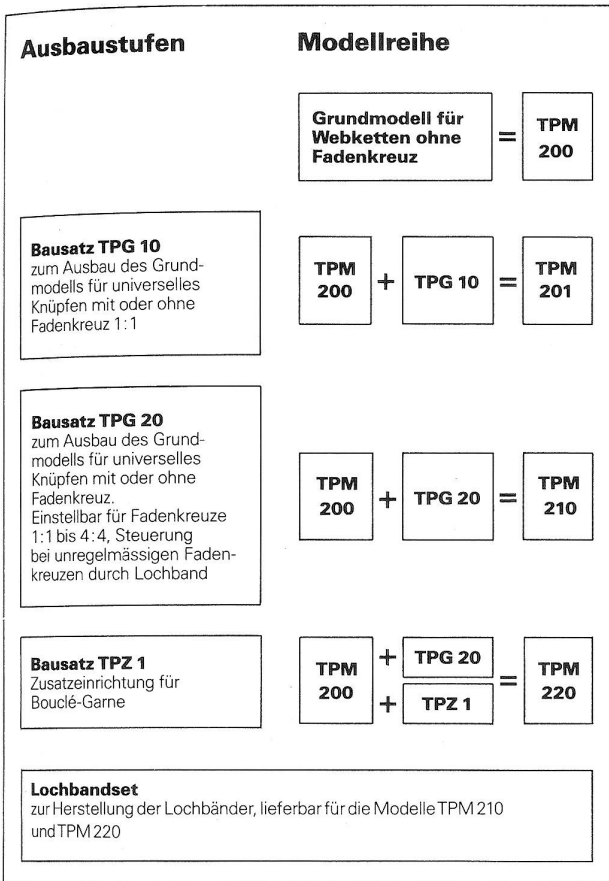 Ausbaustufen
Modellreihe
Grundmodell für
Webketten ohne
Fadenkreuz
=
TPM
200
Bausatz TPG 10
zum Ausbau des Grund-
modells für universelles
Knüpfen mit oder ohne
Fadenkreuz 1:1
TPM
200
+
TPG 10
=
TPM
201
Bausatz TPG 20
zum Ausbau des Grund-
modells für universelles
Knüpfen mit oder ohne
Fadenkreuz.
Einstellbar für Fadenkreuze
1:1 bis 4:4, Steuerung
bei unregelmässigen Faden-
kreuzen durch Lochband
TPM
200
+
TPG 20
=
TPM
210
Bausatz TPZ 1
Zusatzeinrichtung für
Bouclé-Garne
TPM
200
+
TPG 20
+
TPZ 1
=
TPM
220
Lochbandset
zur Herstellung der Lochbänder, lieferbar für die Modelle TPM 210
und TPM 220